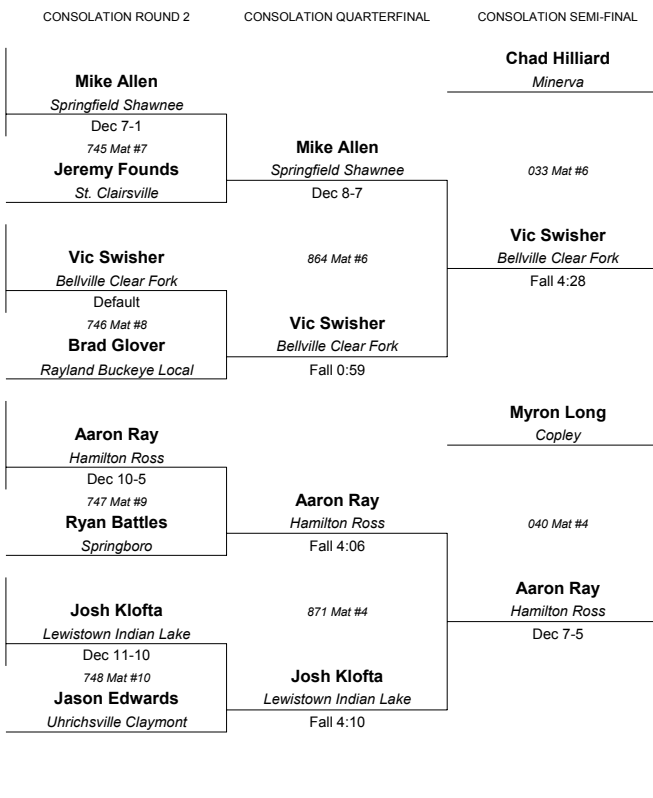 CONSOLATION ROUND 2
CONSOLATION QUARTERFINAL
CONSOLATION SEMI-FINAL
Mike Allen
Springfield Shawnee
Dec 7-1
745 Mat #7
Jeremy Founds
St. Clairsville
Vic Swisher
Bellville Clear Fork
Default
746 Mat #8
Brad Glover
Rayland Buckeye Local
Aaron Ray
Hamilton Ross
Dec 10-5
747 Mat #9
Ryan Battles
Springboro
Josh Klofta
Lewistown Indian Lake
Dec 11-10
748 Mat #10
Jason Edwards
Uhrichsville Claymont
Mike Allen
Springfield Shawnee
Dec 8-7
864 Mat #6
Vic Swisher
Bellville Clear Fork
Fall 0:59
Aaron Ray
Hamilton Ross
Fall 4:06
871 Mat #4
Josh Klofta
Lewistown Indian Lake
Fall 4:10
Chad Hilliard
Minerva
033 Mat #6
Vic Swisher
Bellville Clear Fork
Fall 4:28
Myron Long
Copley
040 Mat #4
Aaron Ray
Hamilton Ross
Dec 7-5